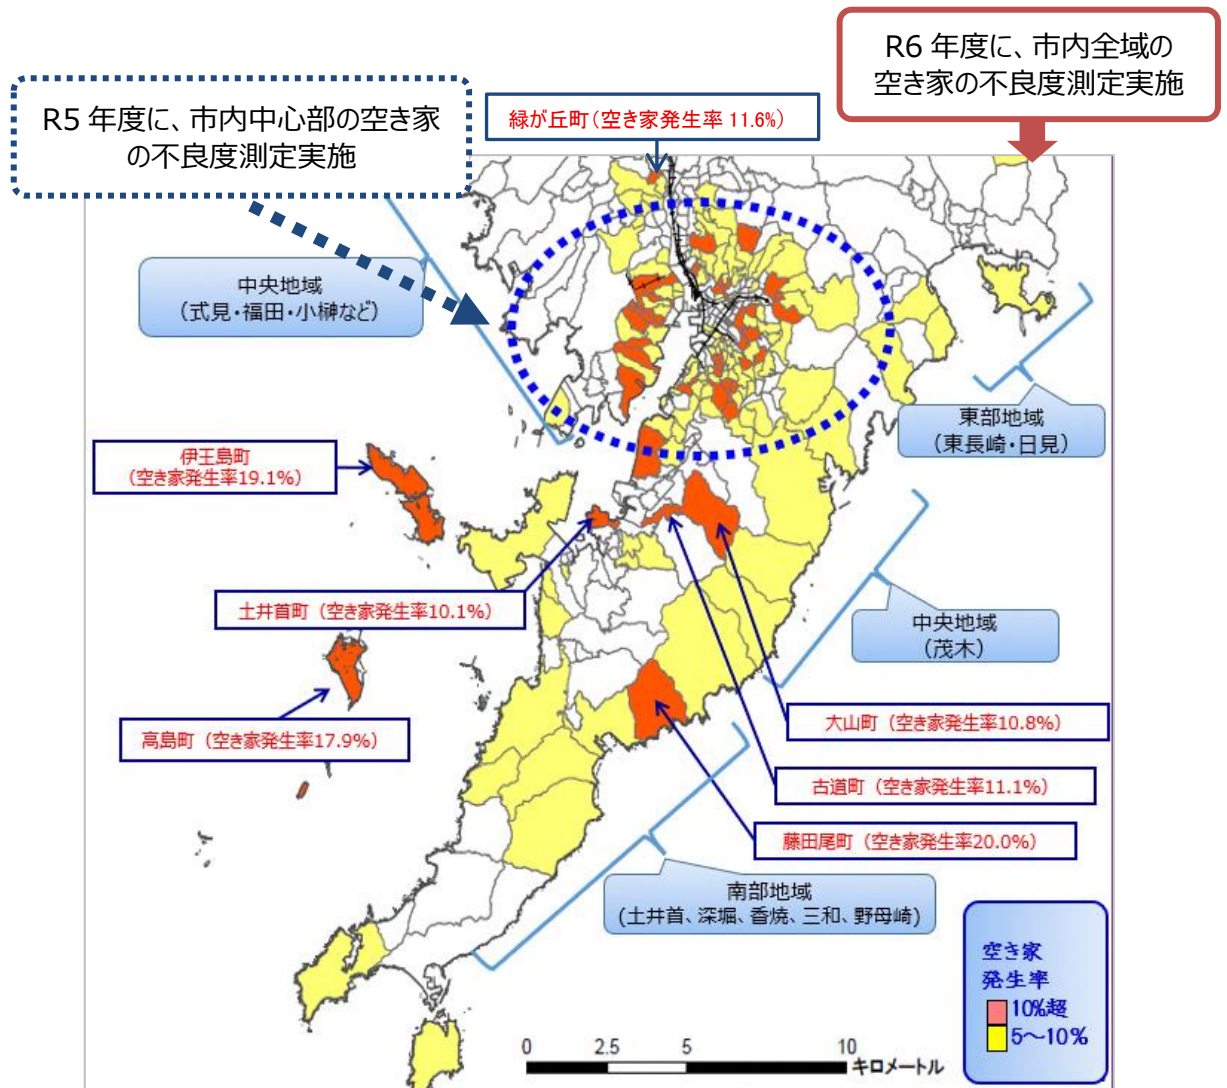 R6 年度に、市内全域の
空き家の不良度測定実施
R5 年度に、市内中心部の空き家
の不良度測定実施
緑が丘町(空き家発生率 11.6%)
中央地域
(式見・福田・小榊など)
東部地域
(東長崎・日見)
伊王島町
(空き家発生率19.1%)
土井首町 (空き家発生率10.1%)
中央地域
(茂木)
高島町 (空き家発生率17.9%)
大山町 (空き家発生率10.8%)
古道町 (空き家発生率11.1%)
藤田尾町 (空き家発生率20.0%)
南部地域
(土井首、深堀、香焼、三和、野母崎)
空き家
発生率
10%超
5～10%
0 2.5 5 10
キロメートル